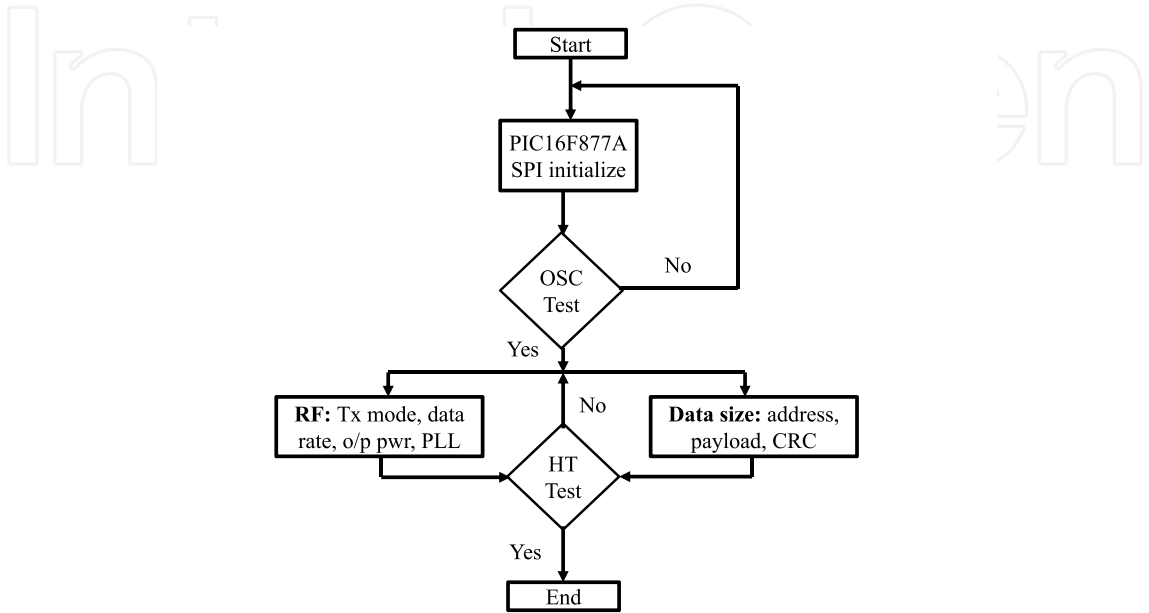 Start
PIC16F877A
SPI initialize
OSC
Test
No
Yes
RF: Tx mode, data
rate, o/p pwr, PLL
No
Data size: address,
payload, CRC
HT
Test
Yes
End